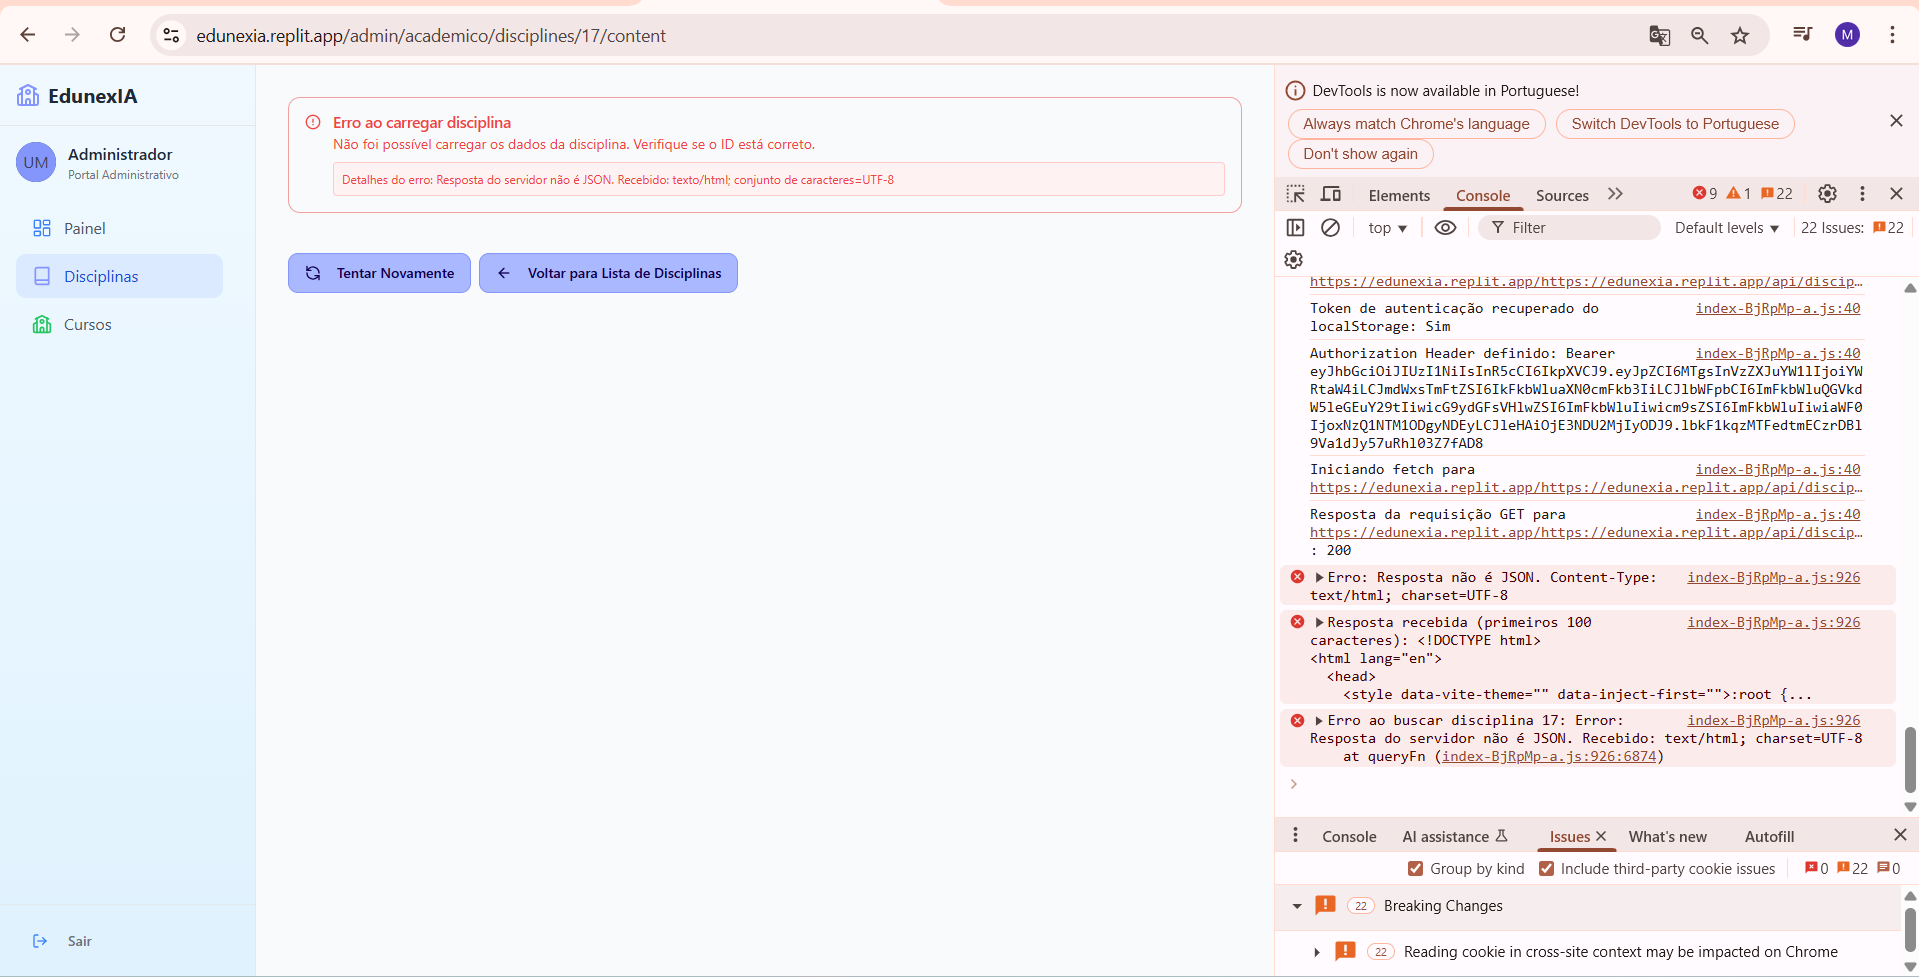 edunexia.replit.app/admin/academico/disciplines/17/content
M
EdunexIA
UM
Administrador
Portal Administrativo
Painel
Disciplinas
Cursos
Sair
Erro ao carregar disciplina
Não foi possível carregar os dados da disciplina. Verifique se o ID está correto.
Detalhes do erro: Resposta do servidor não é JSON. Recebido: texto/html; conjunto de caracteres=UTF-8
Tentar Novamente
Voltar para Lista de Disciplinas
DevTools is now available in Portuguese!
Always match Chrome's language
Switch DevTools to Portuguese
Don't show again
Elements Console Sources 9 1 22
top Filter Default levels 22 Issues: 22
https://edunexia.replit.app/https://edunexia.replit.app/api/discip…
Token de autenticação recuperado do index-BjRpMp-a.js:40
localStorage: Sim
Authorization Header definido: Bearer index-BjRpMp-a.js:40
eyJhbGciOiJIUzI1NiIsInR5cCI6IkpXVCJ9.eyJpZCI6MTgsInVzZXJuYW1lIjoiYW
RtaW4iLCJmdWxsTmFtZSI6IkFkbWluaXN0cmFkb3IiLCJlbWFpbCI6ImFkbWluQGVkd
W5leGEuY29tIiwicG9ydGFsVHlwZSI6ImFkbWluIiwicm9sZSI6ImFkbWluIiwiaWF0
IjoxNzQ1NTM1ODgyNDEyLCJleHAiOjE3NDU2MjIyODJ9.lbkF1kqzMTFedtmECzrDBl
9Va1dJy57uRhl03Z7fAD8
Iniciando fetch para index-BjRpMp-a.js:40
https://edunexia.replit.app/https://edunexia.replit.app/api/discip…
Resposta da requisição GET para index-BjRpMp-a.js:40
https://edunexia.replit.app/https://edunexia.replit.app/api/discip…
: 200
Erro: Resposta não é JSON. Content-Type: index-BjRpMp-a.js:926
text/html; charset=UTF-8
Resposta recebida (primeiros 100 index-BjRpMp-a.js:926
caracteres): <!DOCTYPE html>
<html lang="en">
<head>
<style data-vite-theme="" data-inject-first="">:root {...
Erro ao buscar disciplina 17: Error: index-BjRpMp-a.js:926
Resposta do servidor não é JSON. Recebido: text/html; charset=UTF-8
at queryFn (index-BjRpMp-a.js:926:6874)
Console AI assistance Issues What's new Autofill
Group by kind Include third-party cookie issues 0 22 0
22 Breaking Changes
22 Reading cookie in cross-site context may be impacted on Chrome